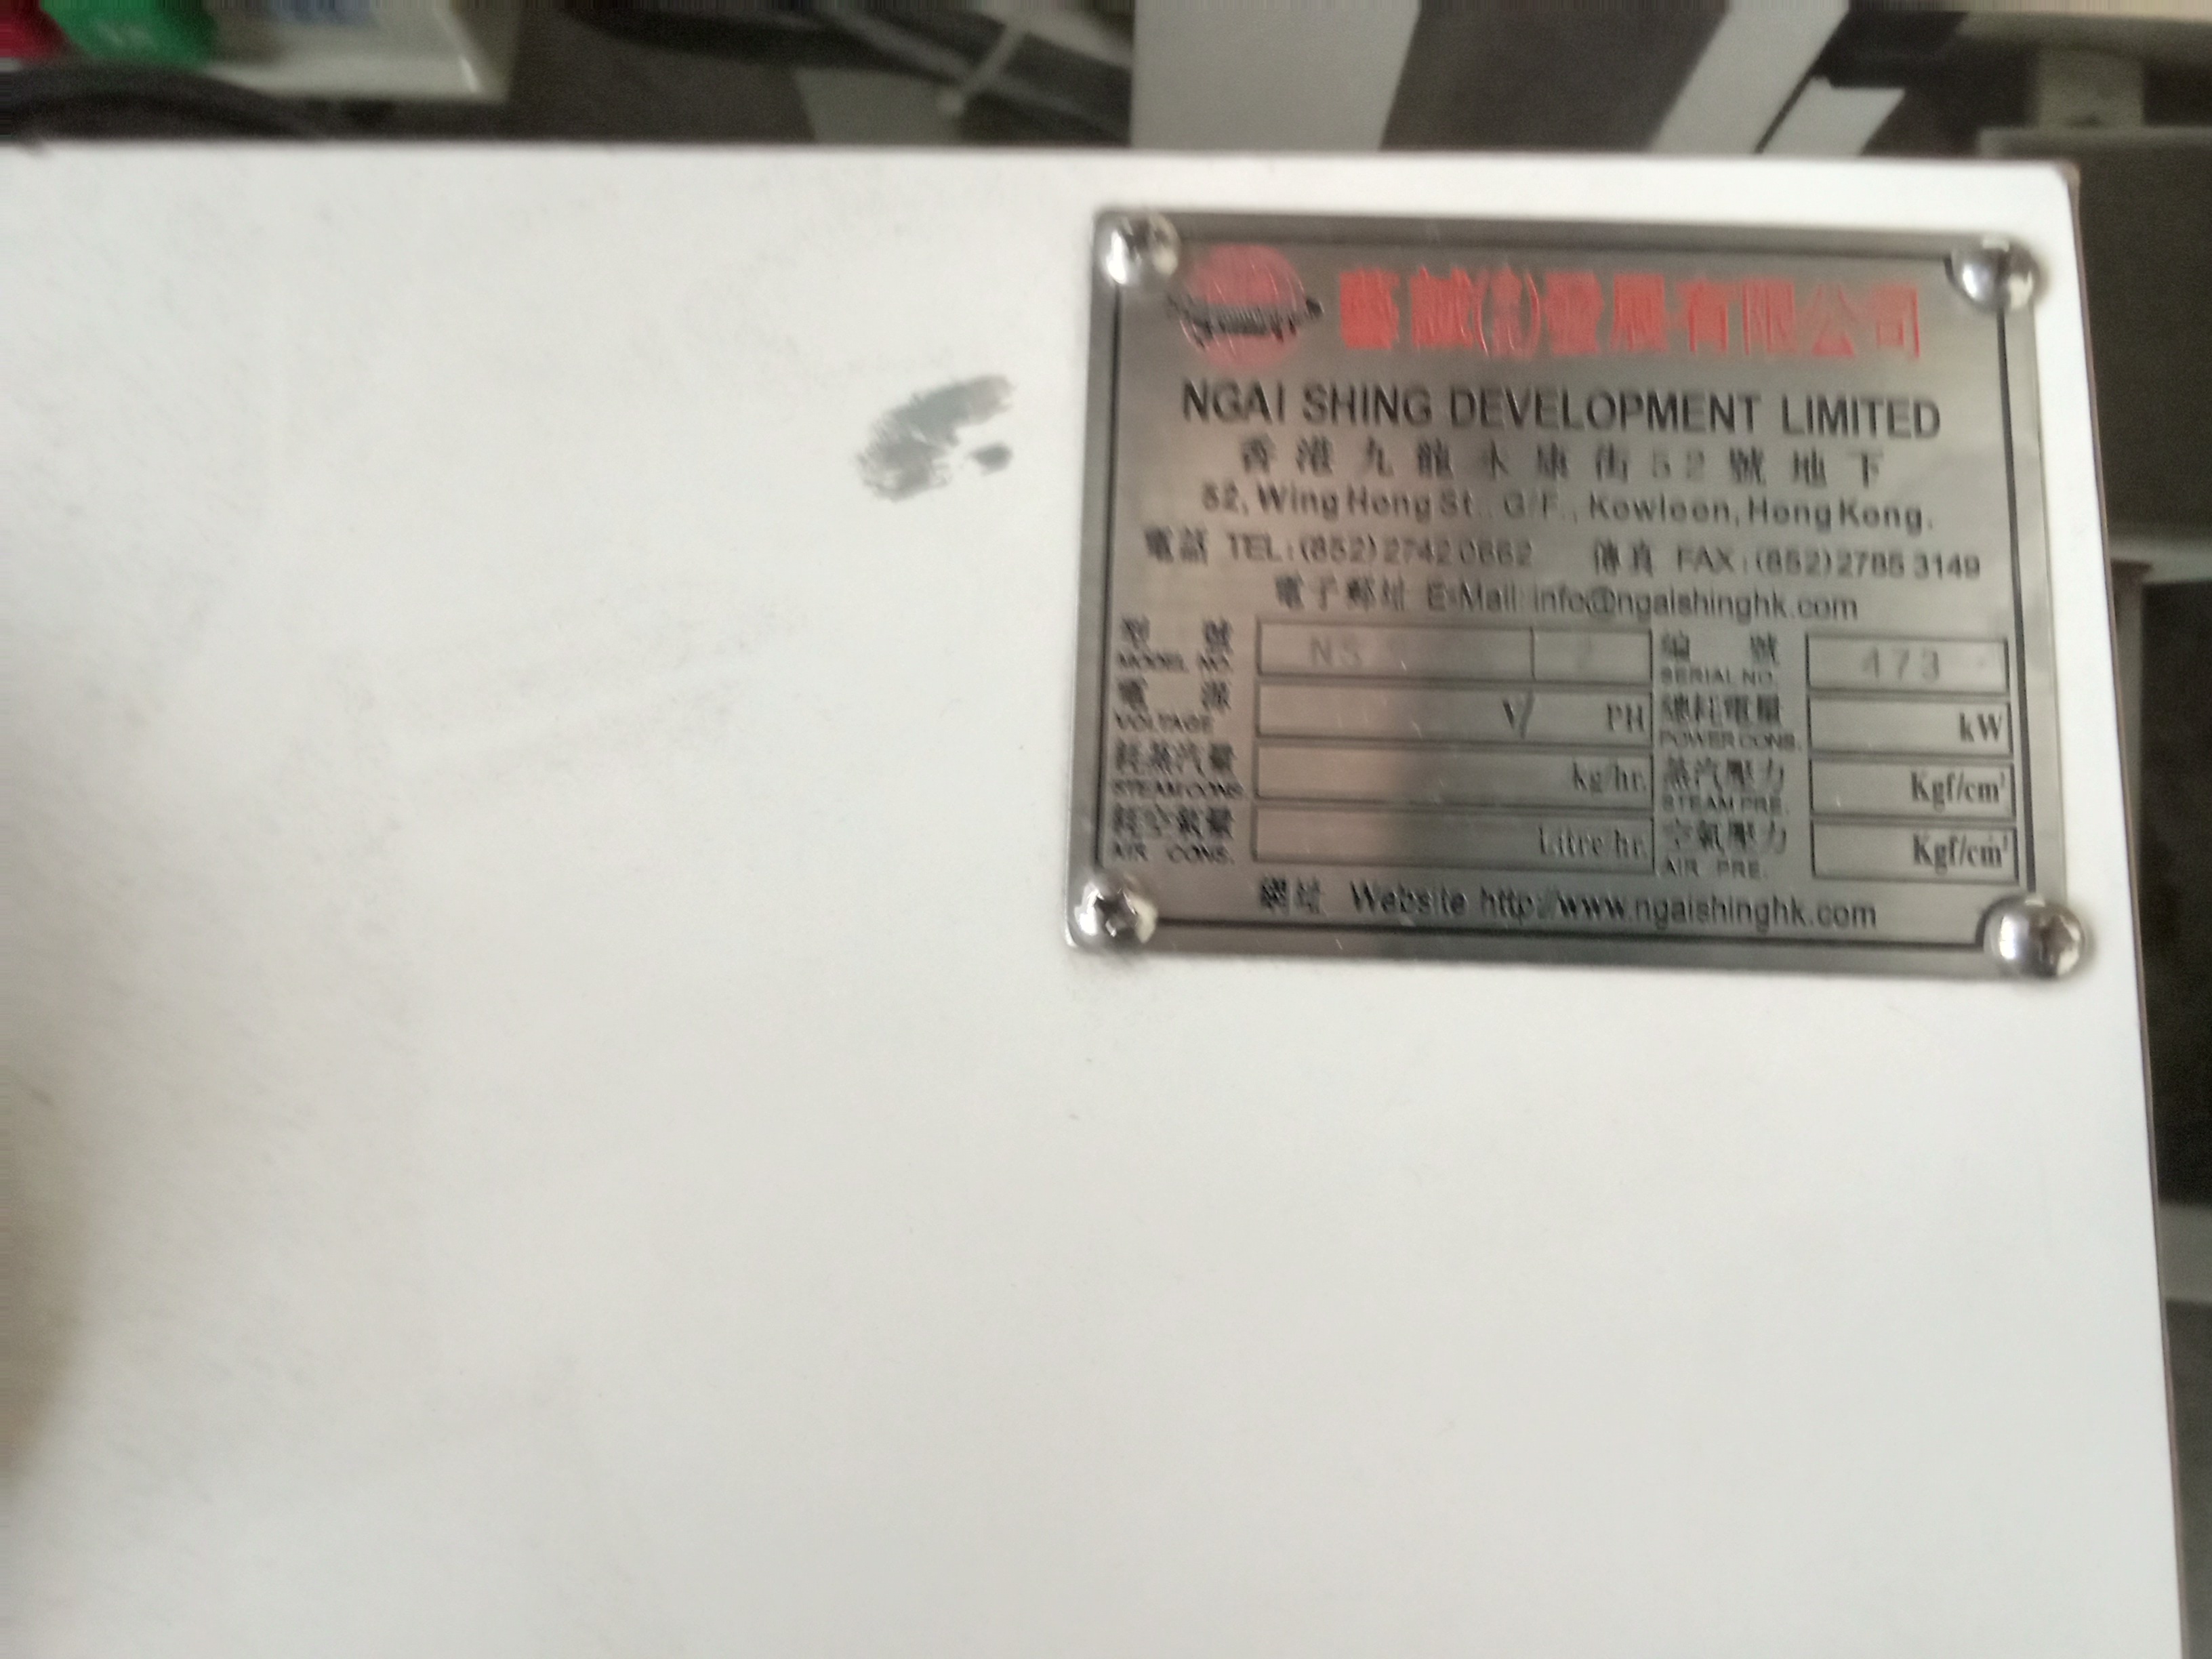 藝誠(香港)發展有限公司
NGAI SHING DEVELOPMENT LIMITED
香港九龍永康街52號地下
52, Wing Hong St., G/F., Kowloon, Hong Kong.
電話 TEL:(852)2742 0662 傳真 FAX:(852)2785 3149
電子郵址 E-Mail: info@ngaishinghk.com
型號 NS 編號 473
MODEL NO. SERIAL NO.
電源 V/ PH 總耗電量 kW
VOLTAGE POWER CONS.
耗蒸汽量 kg/hr. 蒸汽壓力 Kgf/cm²
STEAM CONS. STEAM PRE.
耗空氣量 Litre/hr. 空氣壓力 Kgf/cm²
AIR CONS. AIR PRE.
網址 Website http://www.ngaishinghk.com